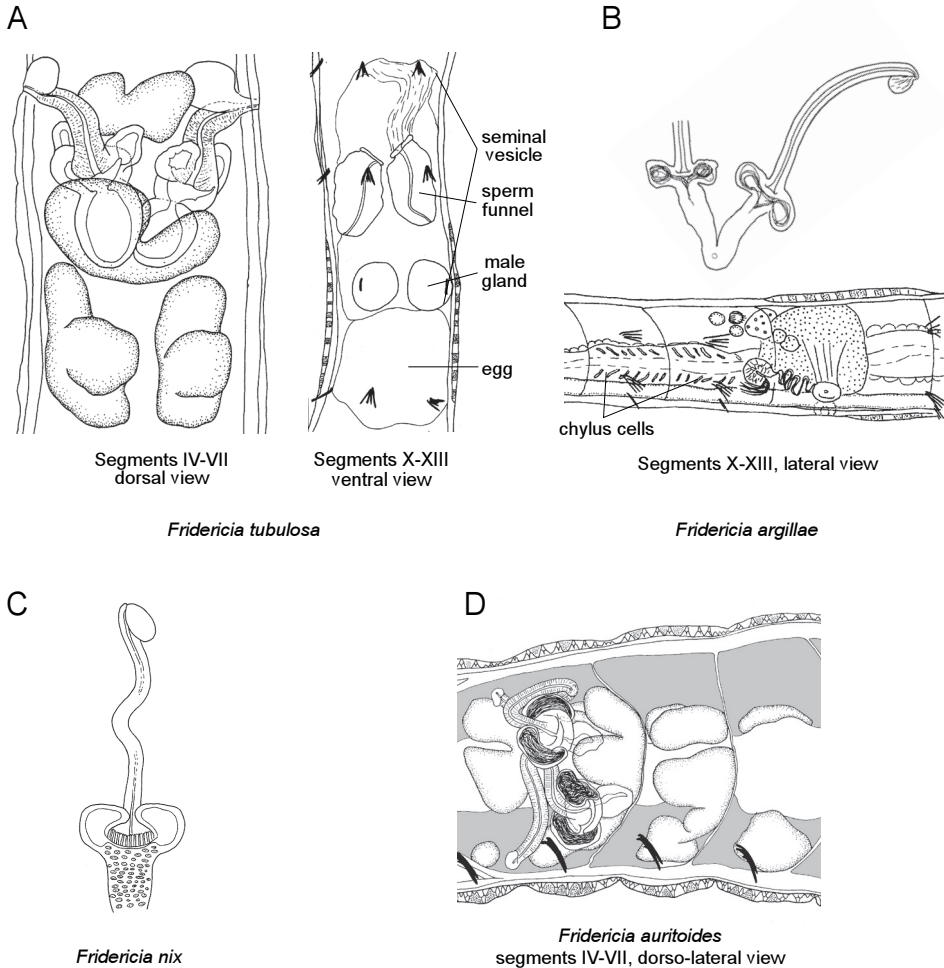 A
B
seminal
vesicle
sperm
funnel
male
gland
egg
chylus cells
Segments IV-VII
dorsal view
Segments X-XIII
ventral view
Segments X-XIII, lateral view
Fridericia tubulosa
Fridericia argillae
C
D
Fridericia nix
Fridericia auritoides
segments IV-VII, dorso-lateral view